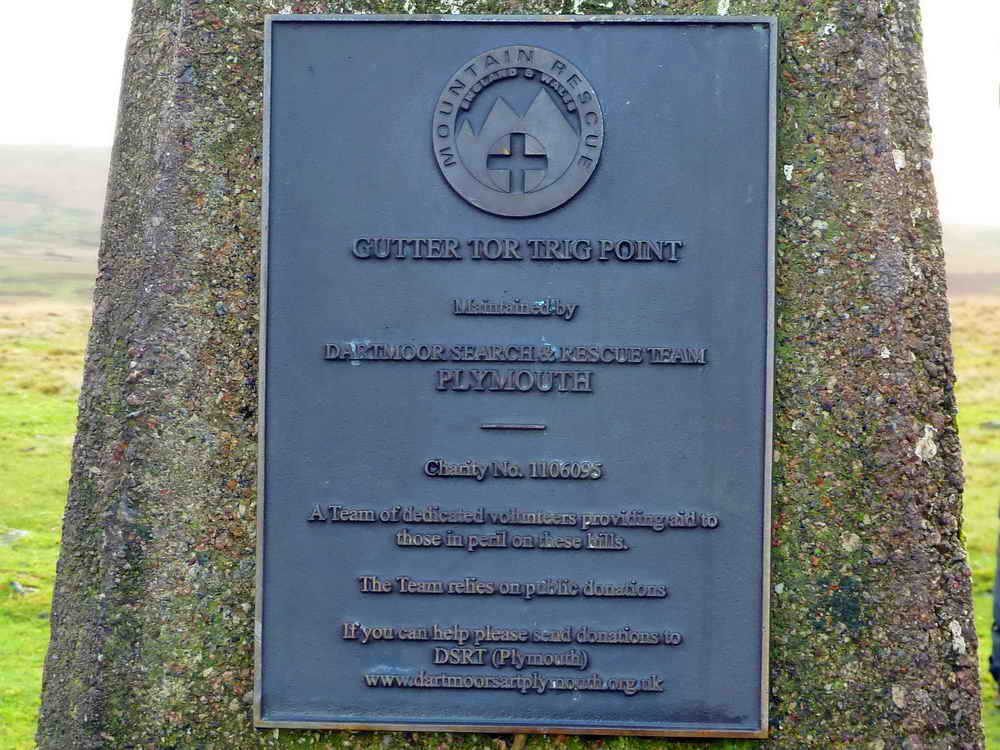 MOUNTAIN RESCUE
ENGLAND & WALES
GUTTER TOR TRIG POINT
Maintained by
DARTMOOR SEARCH & RESCUE TEAM
PLYMOUTH
Charity No. 1106095
A Team of dedicated volunteers providing aid to
those in peril on these hills.
The Team relies on public donations
If you can help please send donations to
DSRT (Plymouth)
www.dartmoorsartplymouth.org.uk